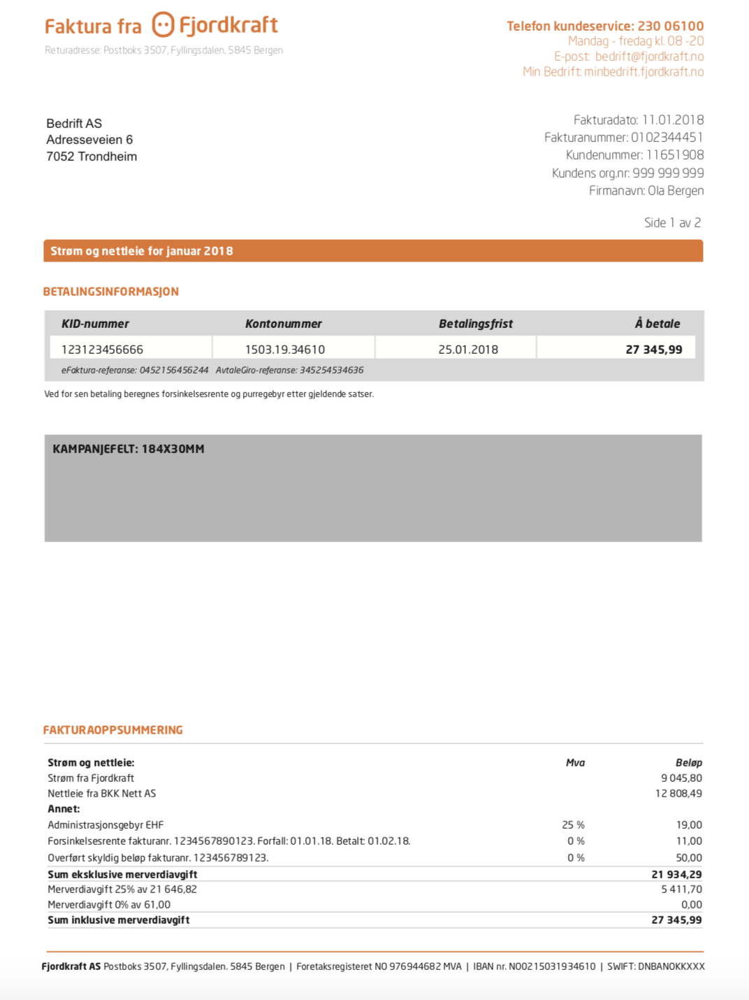 Faktura fra Fjordkraft
Returadresse: Postboks 3507, Fyllingsdalen, 5845 Bergen
Telefon kundeservice: 230 06100
Mandag - fredag kl. 08 -20
E-post: bedrift@fjordkraft.no
Min Bedrift: minbedrift.fjordkraft.no
Bedrift AS
Adresseveien 6
7052 Trondheim
Fakturadato: 11.01.2018
Fakturanummer: 0102344451
Kundenummer: 11651908
Kundens org.nr: 999 999 999
Firmanavn: Ola Bergen
Side 1 av 2
Strøm og nettleie for januar 2018
BETALINGSINFORMASJON
KID-nummer Kontonummer Betalingsfrist Å betale
123123456666 1503.19.34610 25.01.2018 27 345,99
eFaktura-referanse: 0452156456244 AvtaleGiro-referanse: 345254534636
Ved for sen betaling beregnes forsinkelsesrente og purregebyr etter gjeldende satser.
KAMPANJEFELT: 184X30MM
FAKTURAOPPSUMMERING
Strøm og nettleie: Mva Beløp
Strøm fra Fjordkraft 9 045,80
Nettleie fra BKK Nett AS 12 808,49
Annet:
Administrasjonsgebyr EHF 25 % 19,00
Forsinkelsesrente fakturanr. 1234567890123. Forfall: 01.01.18. Betalt: 01.02.18. 0 % 11,00
Overført skyldig beløp fakturanr. 123456789123. 0 % 50,00
Sum eksklusive merverdiavgift 21 934,29
Merverdiavgift 25% av 21 646,82 5 411,70
Merverdiavgift 0% av 61,00 0,00
Sum inklusive merverdiavgift 27 345,99
Fjordkraft AS Postboks 3507, Fyllingsdalen. 5845 Bergen | Foretaksregisteret NO 976944682 MVA | IBAN nr. NO0215031934610 | SWIFT: DNBANOKKXXX